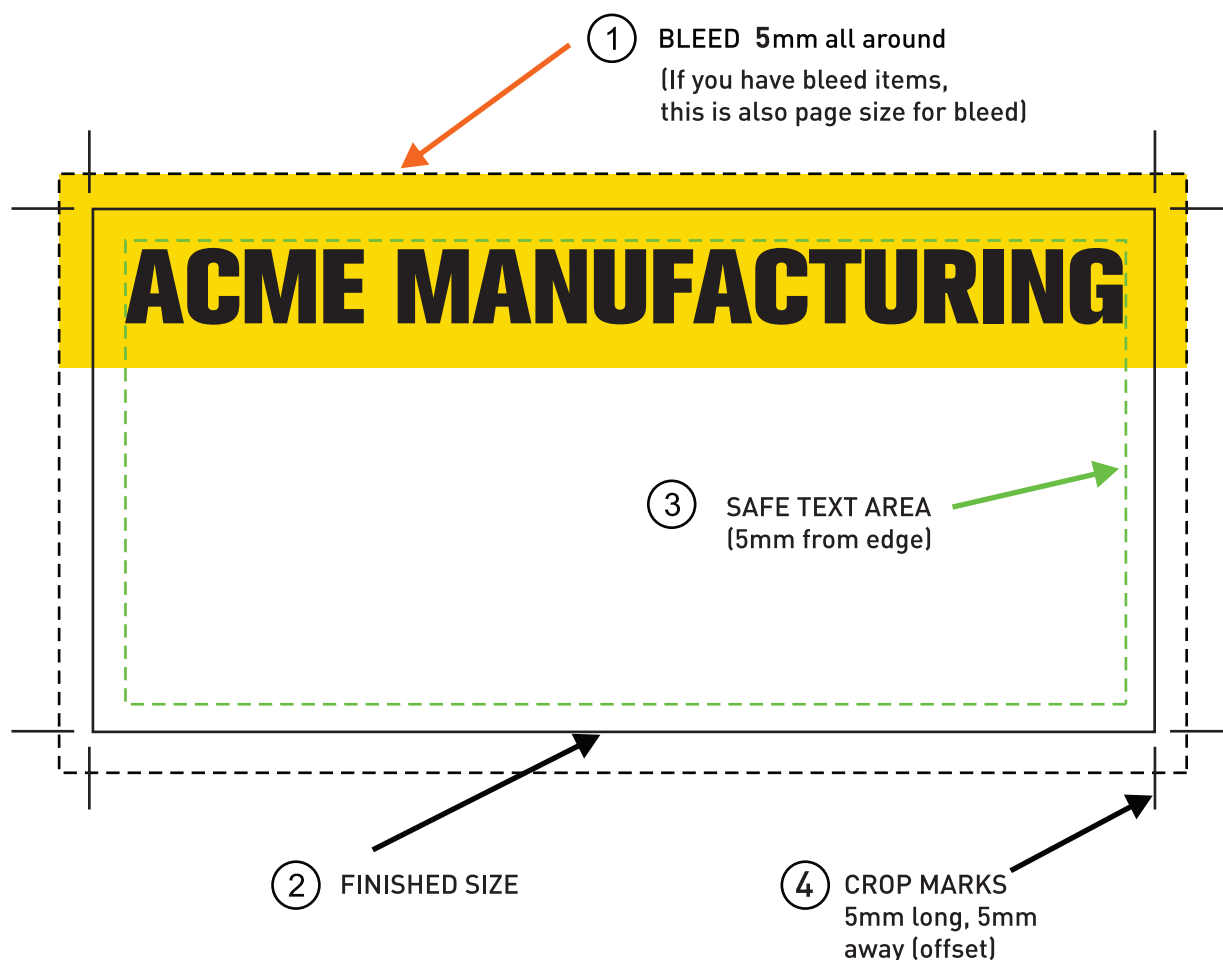 1 BLEED 5mm all around
(If you have bleed items,
this is also page size for bleed)
ACME MANUFACTURING
3 SAFE TEXT AREA
(5mm from edge)
2 FINISHED SIZE
4 CROP MARKS
5mm long, 5mm
away (offset)